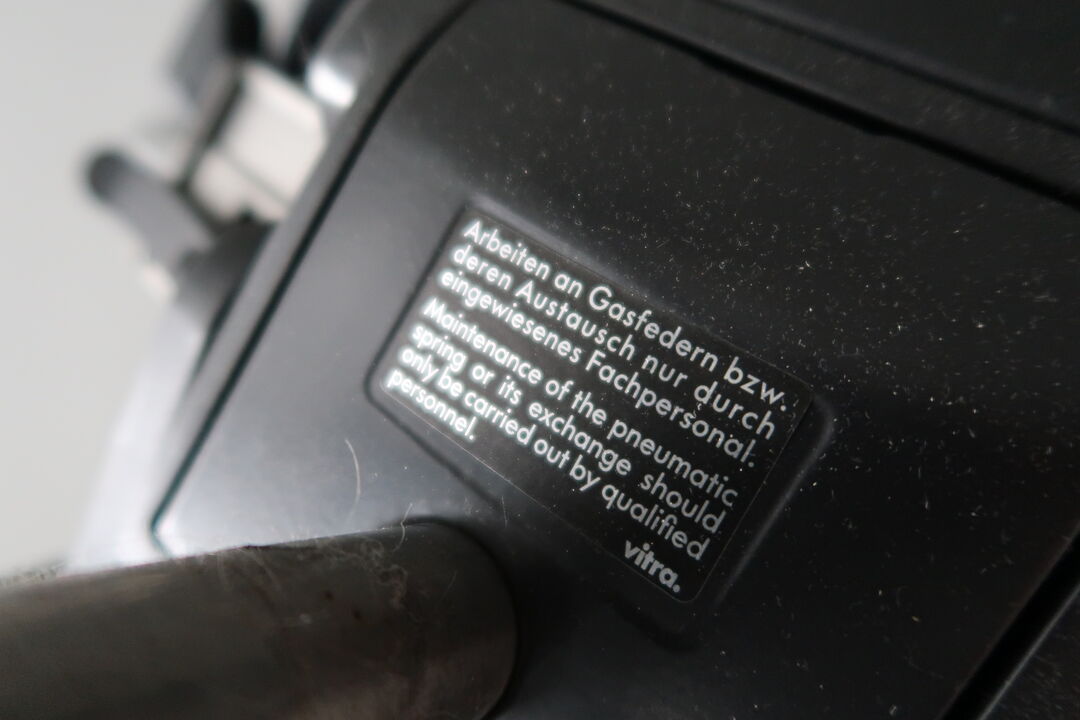 Arbeiten an Gasfedern bzw.
deren Austausch nur durch
eingewiesenes Fachpersonal.
Maintenance of the pneumatic
spring or its exchange should
only be carried out by qualified
personnel.
vitra.